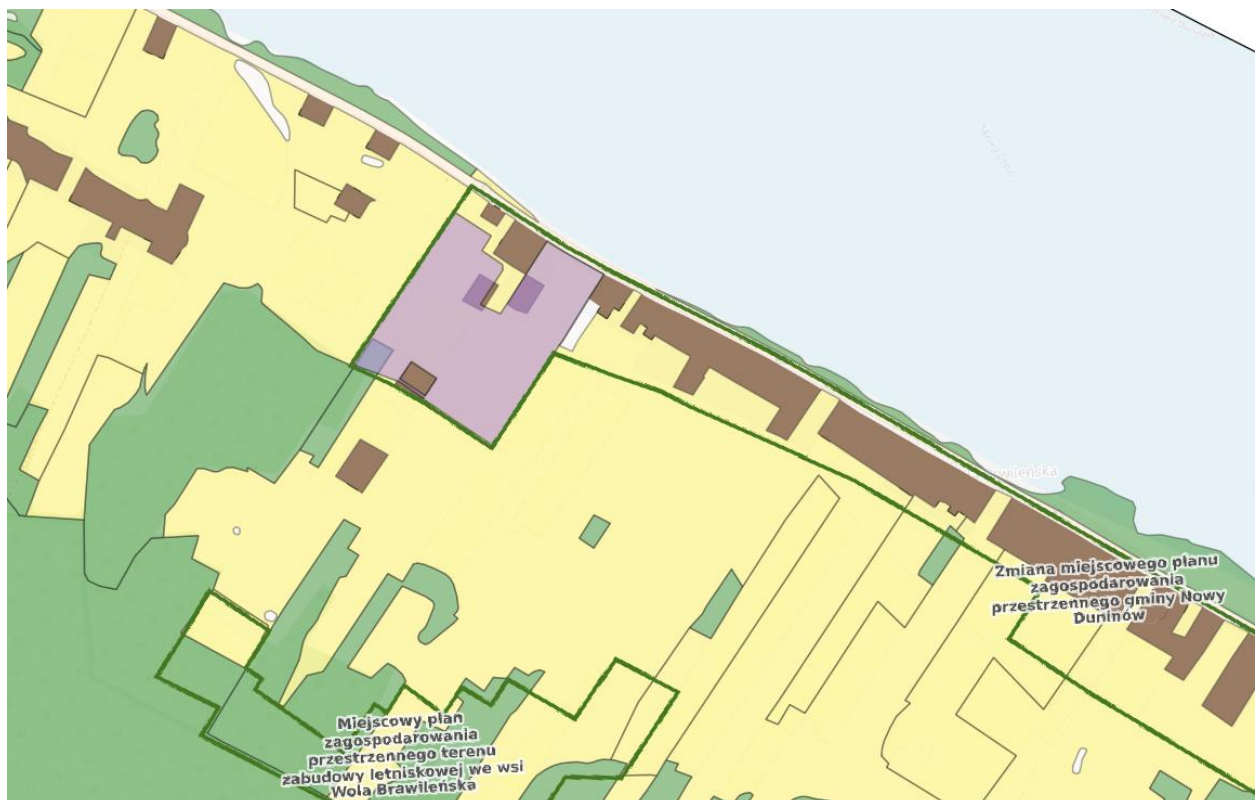 Zmiana miejscowego planu
zagospodarowania
przestrzennego gminy Nowy
Duninów
Miejscowy plan
zagospodarowania
przestrzennego terenu
zabudowy letniskowej we wsi
Wola Brawileńska